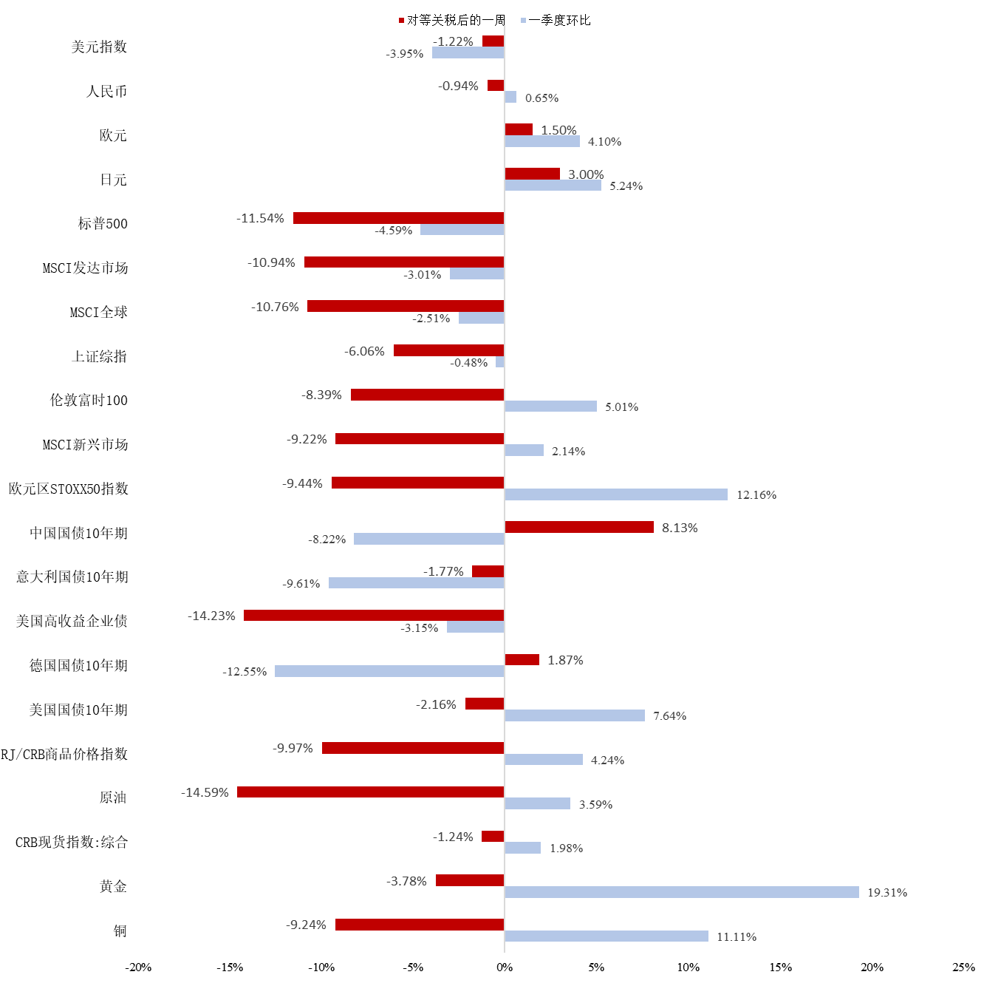 对等关税后的一周 一季度环比
美元指数 -1.22% -3.95%
人民币 -0.94% 0.65%
欧元 1.50% 4.10%
日元 3.00% 5.24%
标普500 -11.54% -4.59%
MSCI发达市场 -10.94% -3.01%
MSCI全球 -10.76% -2.51%
上证综指 -6.06% -0.48%
伦敦富时100 -8.39% 5.01%
MSCI新兴市场 -9.22% 2.14%
欧元区STOXX50指数 -9.44% 12.16%
中国国债10年期 8.13% -8.22%
意大利国债10年期 -1.77% -9.61%
美国高收益企业债 -14.23% -3.15%
德国国债10年期 1.87% -12.55%
美国国债10年期 -2.16% 7.64%
RJ/CRB商品价格指数 -9.97% 4.24%
原油 -14.59% 3.59%
CRB现货指数:综合 -1.24% 1.98%
黄金 -3.78% 19.31%
铜 -9.24% 11.11%
-20% -15% -10% -5% 0% 5% 10% 15% 20% 25%